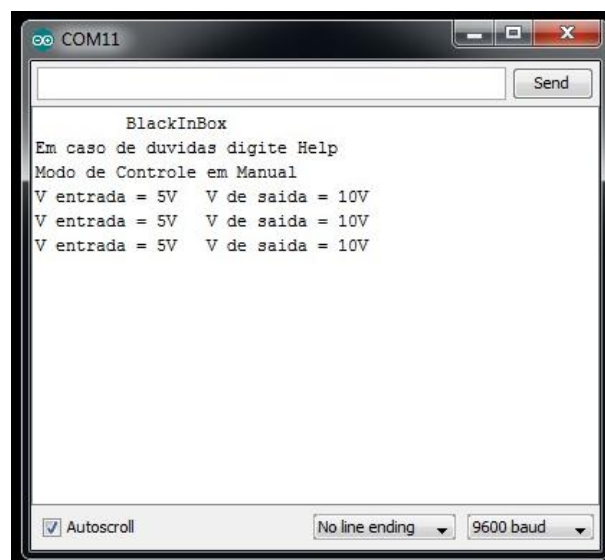 COM11
Send
BlackInBox
Em caso de duvidas digite Help
Modo de Controle em Manual
V entrada = 5V   V de saida = 10V
V entrada = 5V   V de saida = 10V
V entrada = 5V   V de saida = 10V
Autoscroll   No line ending   9600 baud